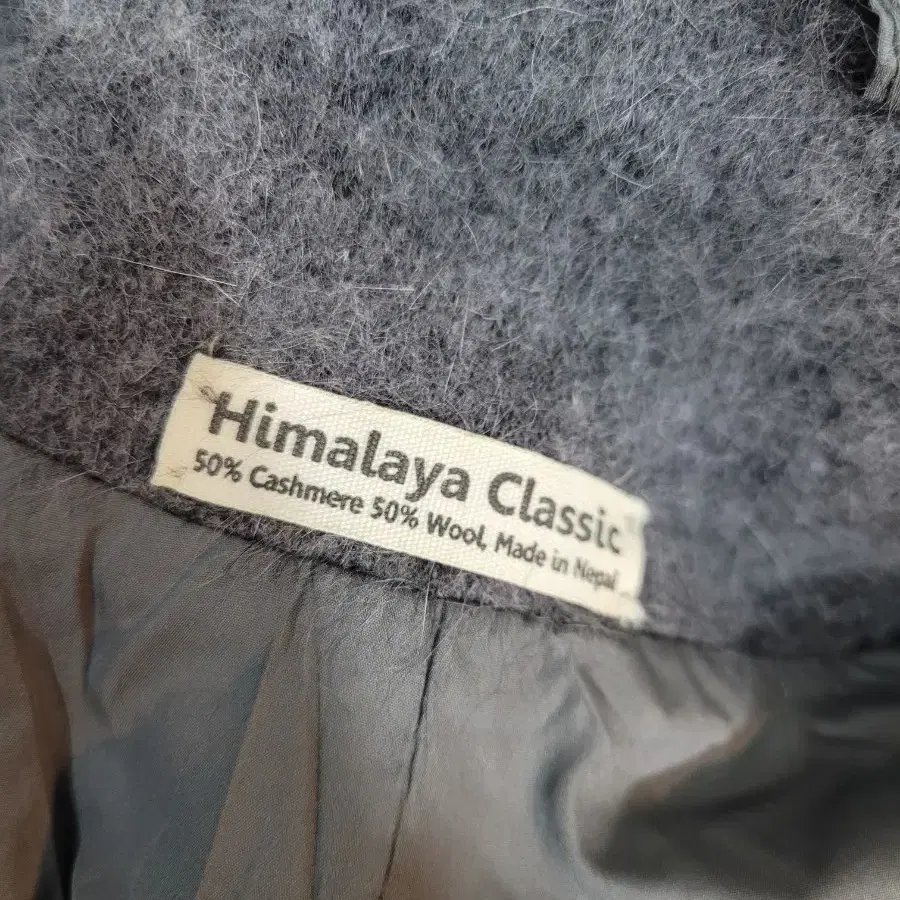 Himalaya Classic
50% Cashmere 50% Wool, Made in Nepal